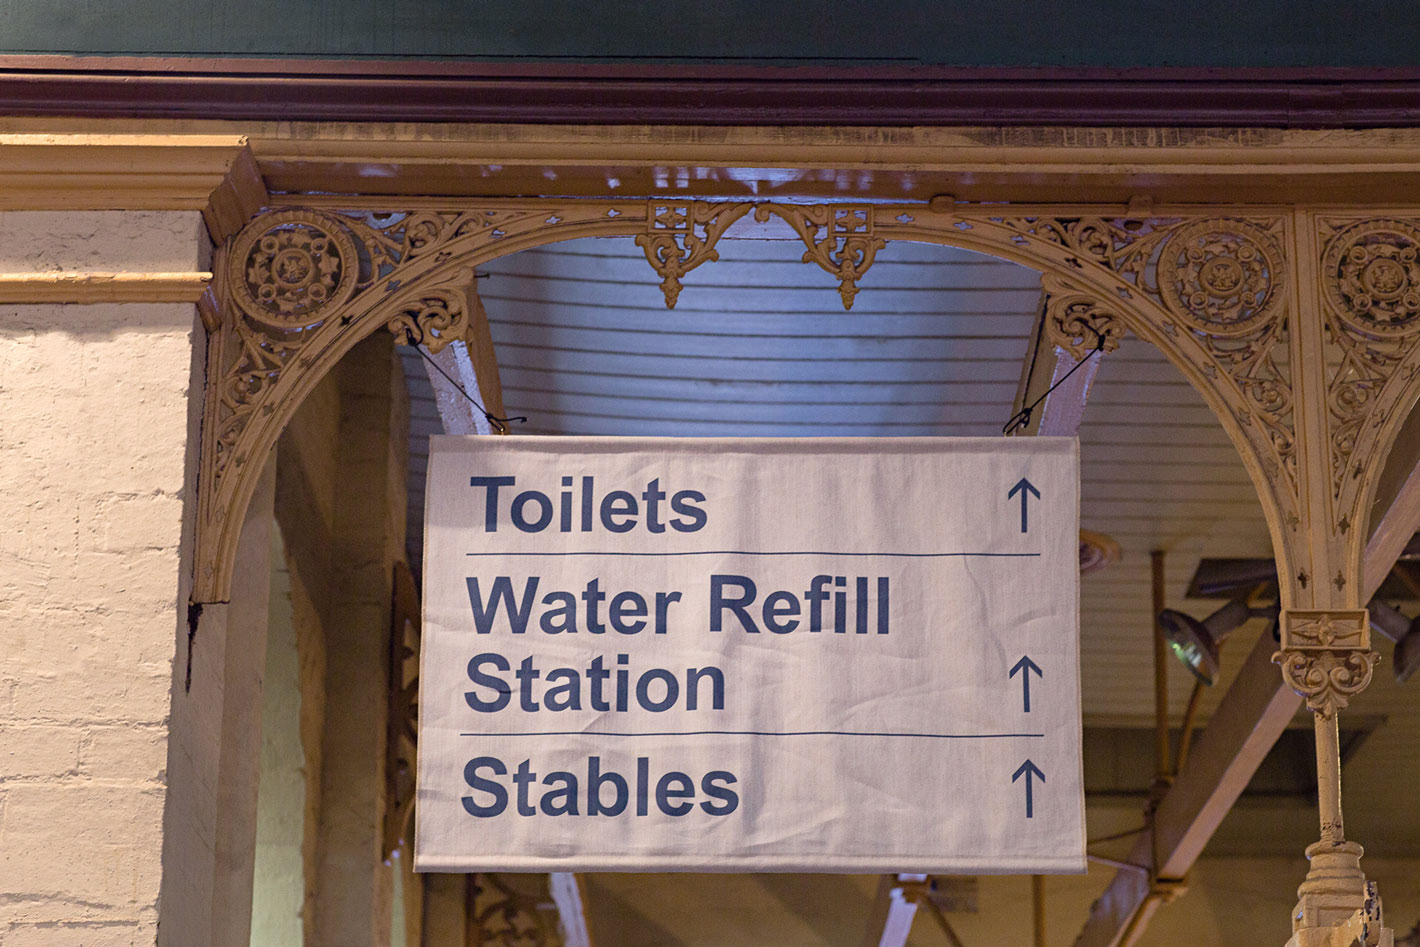 Toilets ↑
Water Refill
Station ↑
Stables ↑